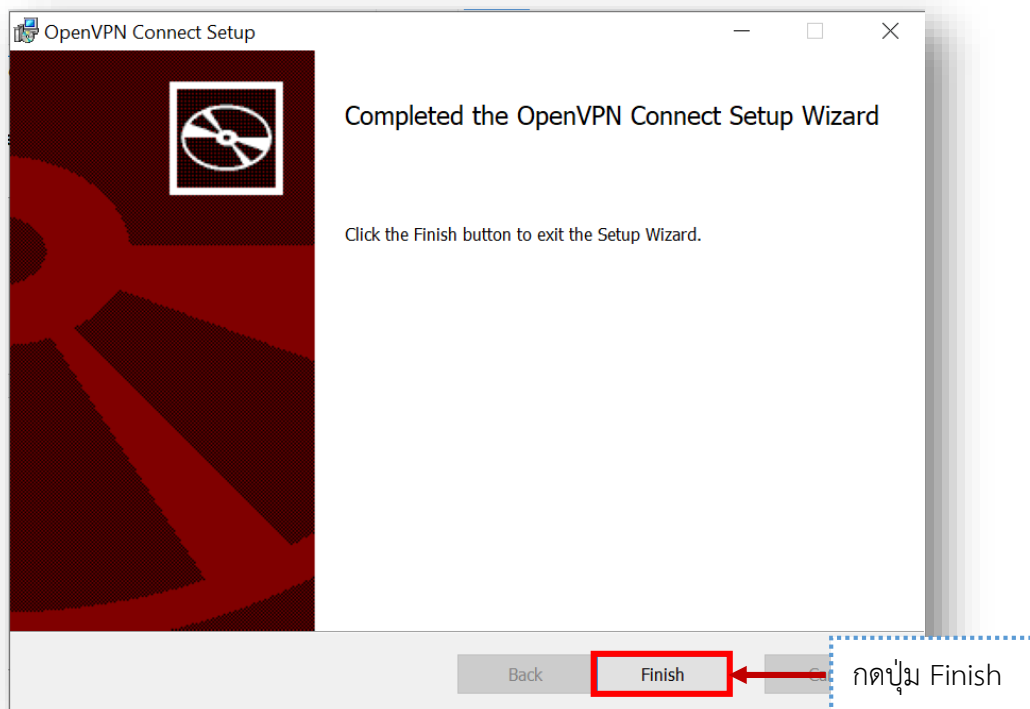 OpenVPN Connect Setup
Completed the OpenVPN Connect Setup Wizard
Click the Finish button to exit the Setup Wizard.
Back
Finish
กดปุ่ม Finish